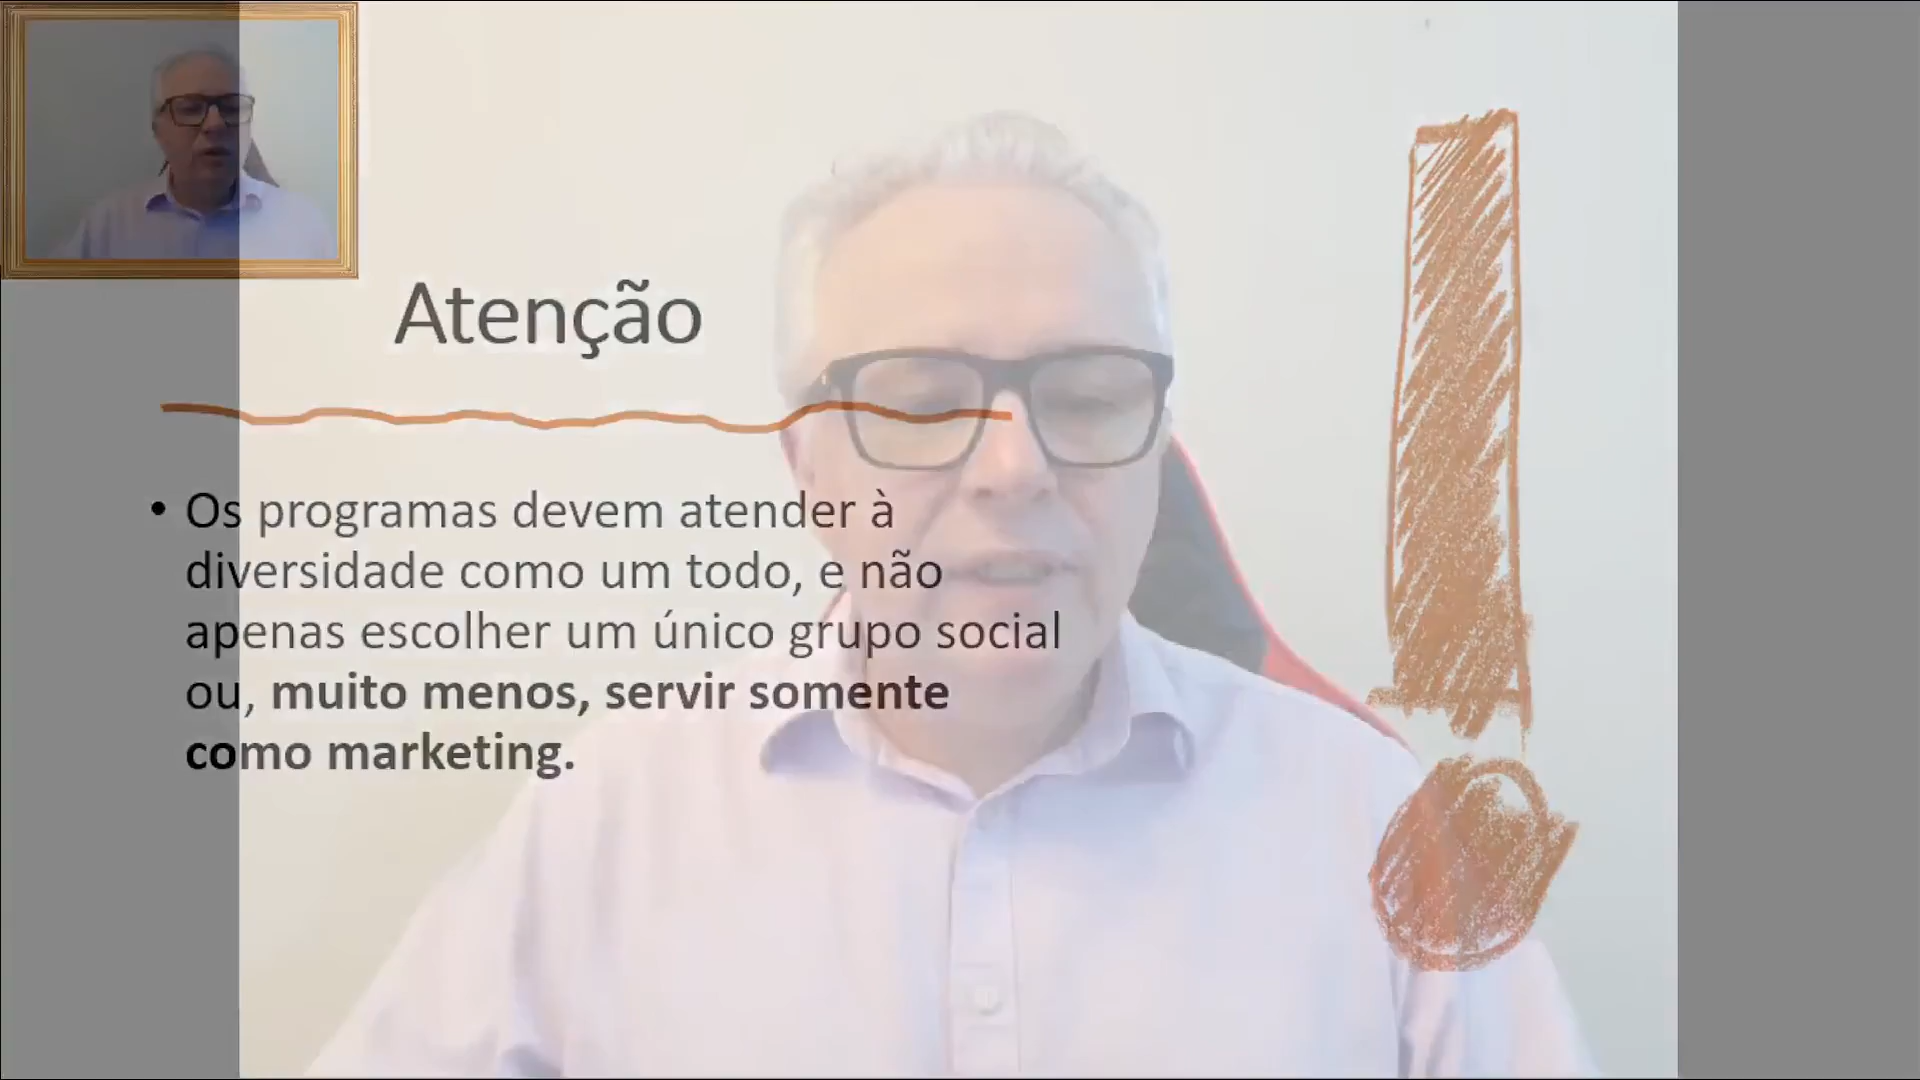 Atenção
• Os programas devem atender à
diversidade como um todo, e não
apenas escolher um único grupo social
ou, muito menos, servir somente
como marketing.